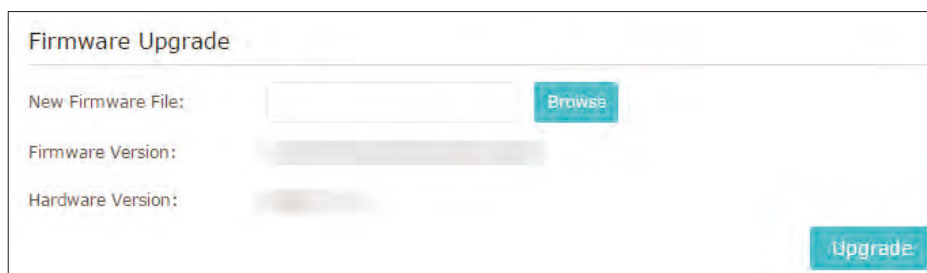 Firmware Upgrade
New Firmware File: Browse
Firmware Version:
Hardware Version:
Upgrade